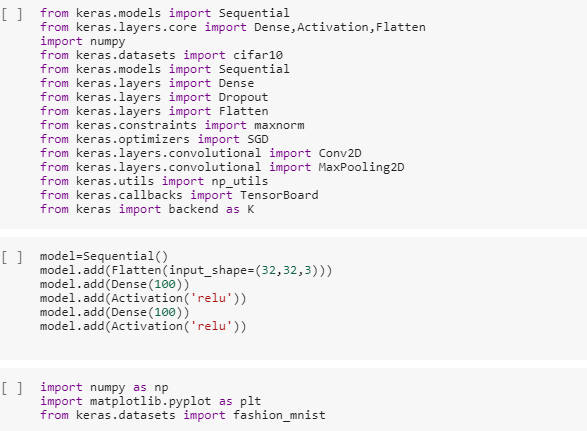 [ ] from keras.models import Sequential
from keras.layers.core import Dense,Activation,Flatten
import numpy
from keras.datasets import cifar10
from keras.models import Sequential
from keras.layers import Dense
from keras.layers import Dropout
from keras.layers import Flatten
from keras.constraints import maxnorm
from keras.optimizers import SGD
from keras.layers.convolutional import Conv2D
from keras.layers.convolutional import MaxPooling2D
from keras.utils import np_utils
from keras.callbacks import TensorBoard
from keras import backend as K
[ ] model=Sequential()
model.add(Flatten(input_shape=(32,32,3)))
model.add(Dense(100))
model.add(Activation('relu'))
model.add(Dense(100))
model.add(Activation('relu'))
[ ] import numpy as np
import matplotlib.pyplot as plt
from keras.datasets import fashion_mnist